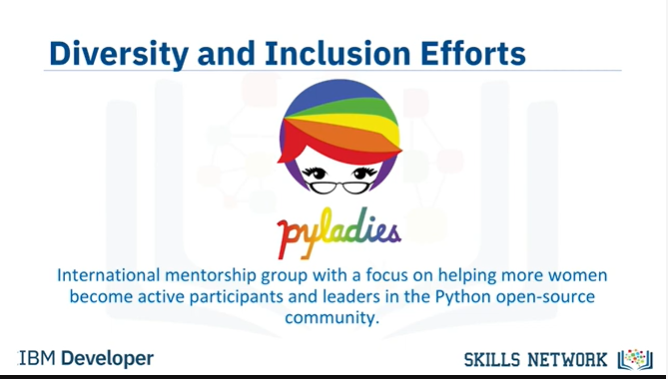 Diversity and Inclusion Efforts
pyladies
International mentorship group with a focus on helping more women
become active participants and leaders in the Python open-source
community.
IBM Developer
SKILLS NETWORK